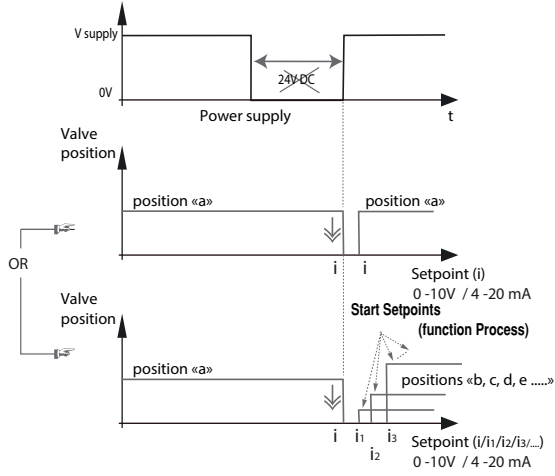 V supply
24V DC
0V
Power supply
t
Valve
position
position «a»
position «a»
i
i
Setpoint (i)
0 -10V / 4 -20 mA
OR
Valve
position
Start Setpoints
(function Process)
position «a»
positions «b, c, d, e .....»
i
i1
i2
i3
Setpoint (i/i1/i2/i3/....)
0 -10V / 4 -20 mA